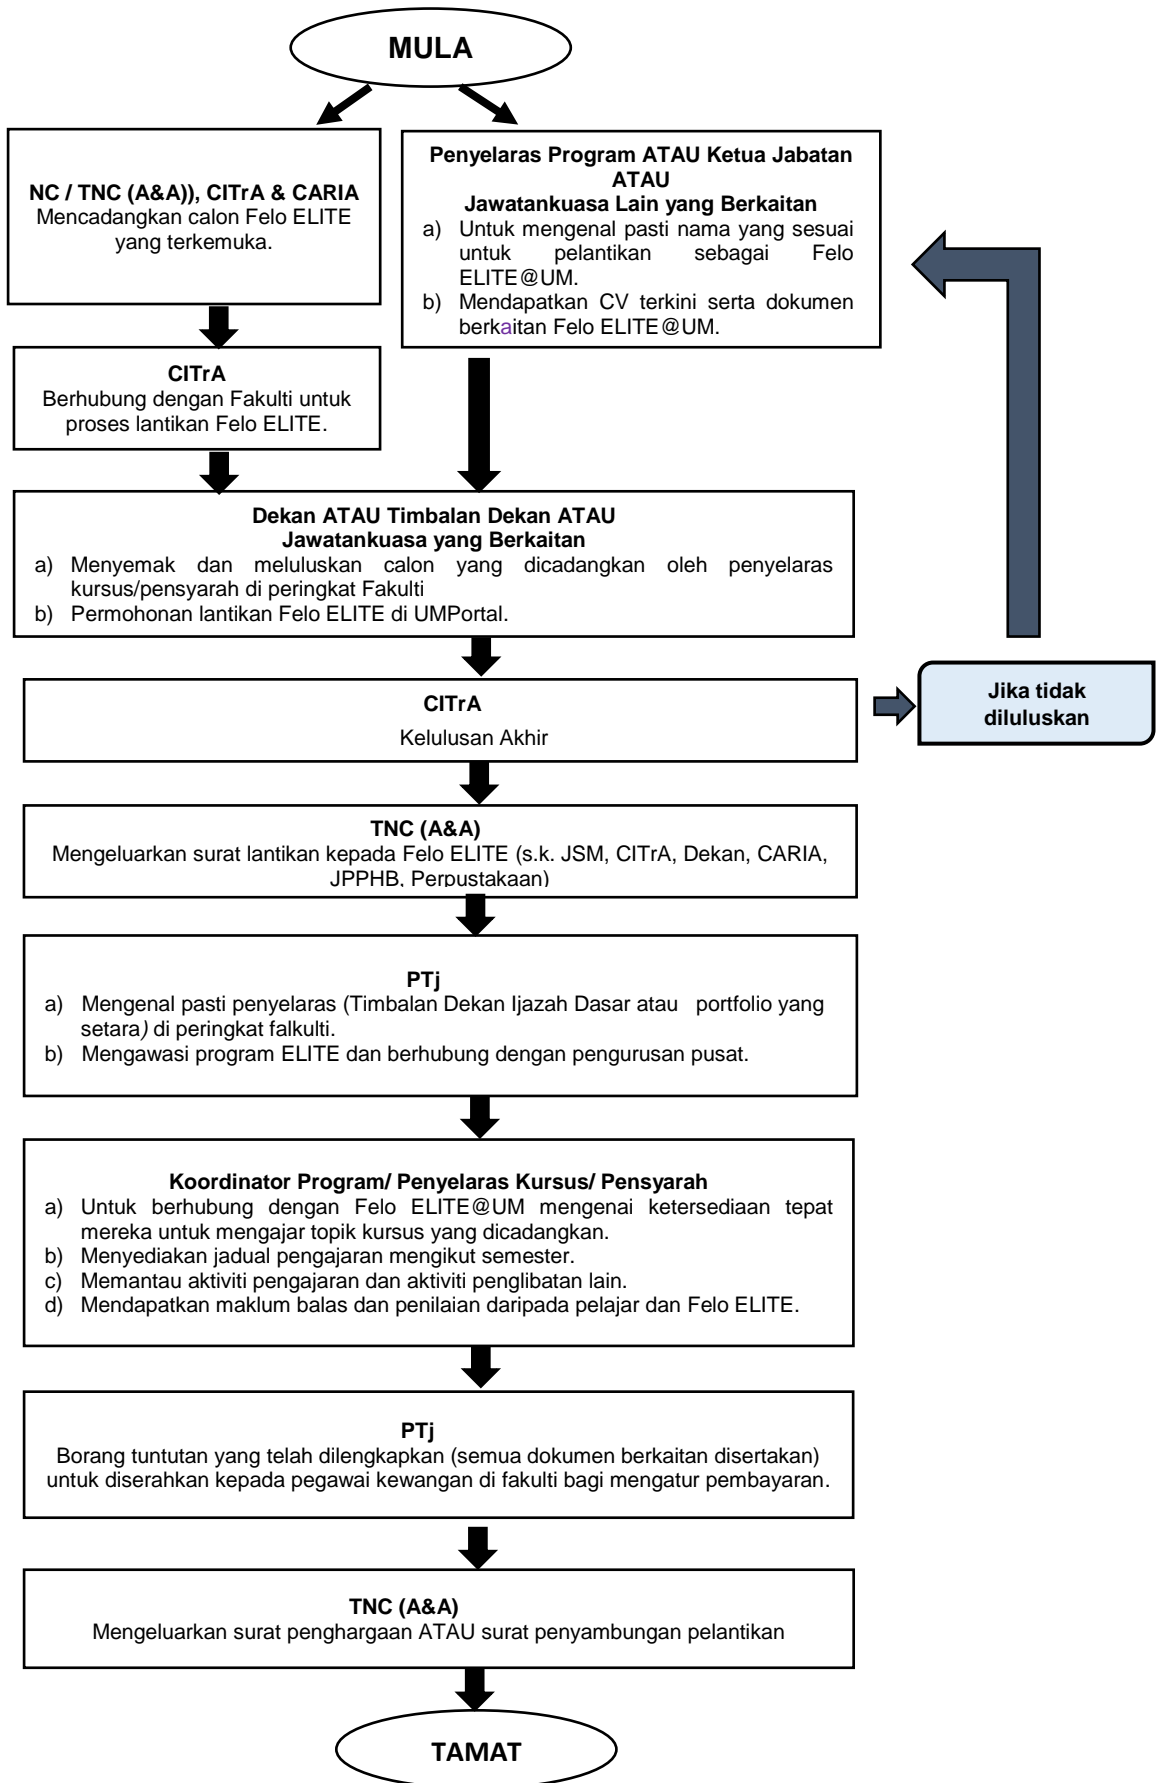 MULA
NC / TNC (A&A)), CITrA & CARIA
Mencadangkan calon Felo ELITE
yang terkemuka.
Penyelaras Program ATAU Ketua Jabatan
ATAU
Jawatankuasa Lain yang Berkaitan
a) Untuk mengenal pasti nama yang sesuai
untuk pelantikan sebagai Felo
ELITE@UM.
b) Mendapatkan CV terkini serta dokumen
berkaitan Felo ELITE@UM.
CITrA
Berhubung dengan Fakulti untuk
proses lantikan Felo ELITE.
Dekan ATAU Timbalan Dekan ATAU
Jawatankuasa yang Berkaitan
a) Menyemak dan meluluskan calon yang dicadangkan oleh penyelaras
kursus/pensyarah di peringkat Fakulti
b) Permohonan lantikan Felo ELITE di UMPortal.
CITrA
Kelulusan Akhir
Jika tidak
diluluskan
TNC (A&A)
Mengeluarkan surat lantikan kepada Felo ELITE (s.k. JSM, CITrA, Dekan, CARIA,
JPPHB, Perpustakaan)
PTj
a) Mengenal pasti penyelaras (Timbalan Dekan Ijazah Dasar atau portfolio yang
setara) di peringkat falkulti.
b) Mengawasi program ELITE dan berhubung dengan pengurusan pusat.
Koordinator Program/ Penyelaras Kursus/ Pensyarah
a) Untuk berhubung dengan Felo ELITE@UM mengenai ketersediaan tepat
mereka untuk mengajar topik kursus yang dicadangkan.
b) Menyediakan jadual pengajaran mengikut semester.
c) Memantau aktiviti pengajaran dan aktiviti penglibatan lain.
d) Mendapatkan maklum balas dan penilaian daripada pelajar dan Felo ELITE.
PTj
Borang tuntutan yang telah dilengkapkan (semua dokumen berkaitan disertakan)
untuk diserahkan kepada pegawai kewangan di fakulti bagi mengatur pembayaran.
TNC (A&A)
Mengeluarkan surat penghargaan ATAU surat penyambungan pelantikan
TAMAT